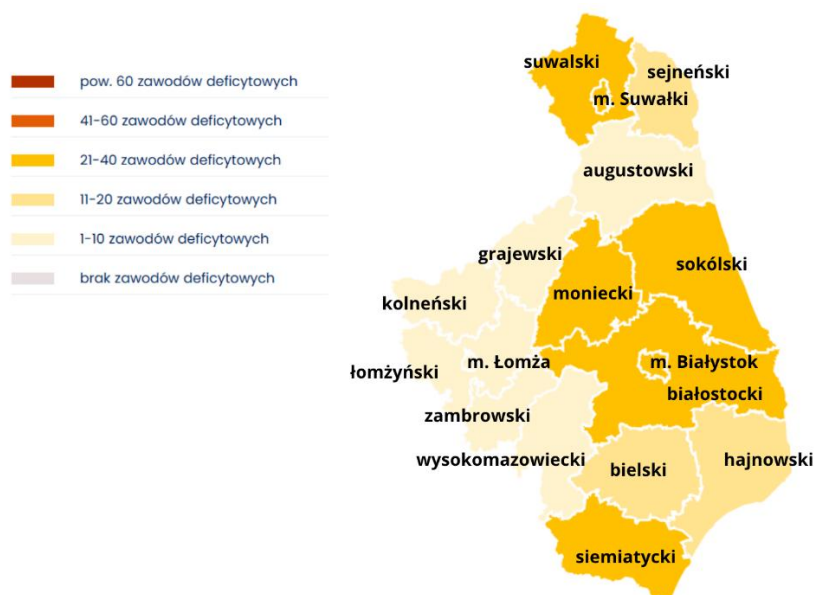 pow. 60 zawodów deficytowych
41-60 zawodów deficytowych
21-40 zawodów deficytowych
11-20 zawodów deficytowych
1-10 zawodów deficytowych
brak zawodów deficytowych
suwalski
sejneński
m. Suwałki
augustowski
grajewski
sokólski
moniecki
kolneński
m. Łomża
m. Białystok
łomżyński
białostocki
zambrowski
wysokomazowiecki
bielski
hajnowski
siemiatycki